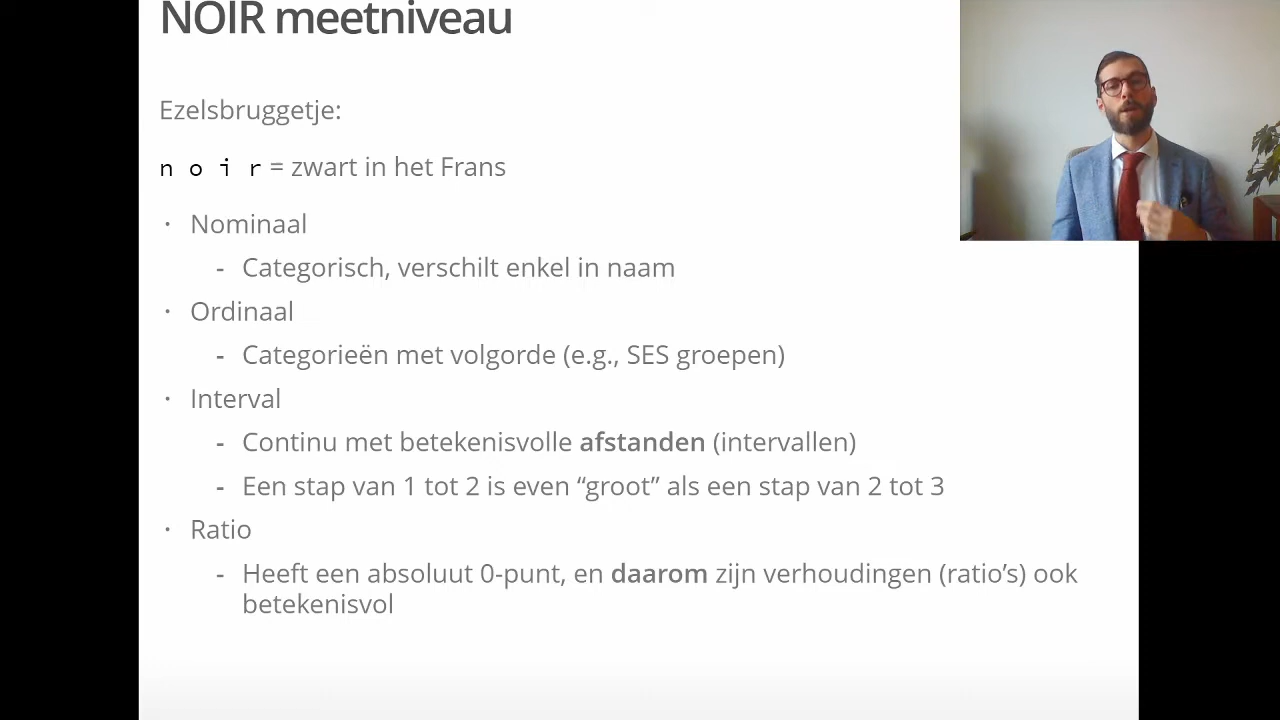 NOIR meetniveau
Ezelsbruggetje:
n o i r = zwart in het Frans
· Nominaal
- Categorisch, verschilt enkel in naam
· Ordinaal
- Categorieën met volgorde (e.g., SES groepen)
· Interval
- Continu met betekenisvolle afstanden (intervallen)
- Een stap van 1 tot 2 is even “groot” als een stap van 2 tot 3
· Ratio
- Heeft een absoluut 0-punt, en daarom zijn verhoudingen (ratio’s) ook
betekenisvol